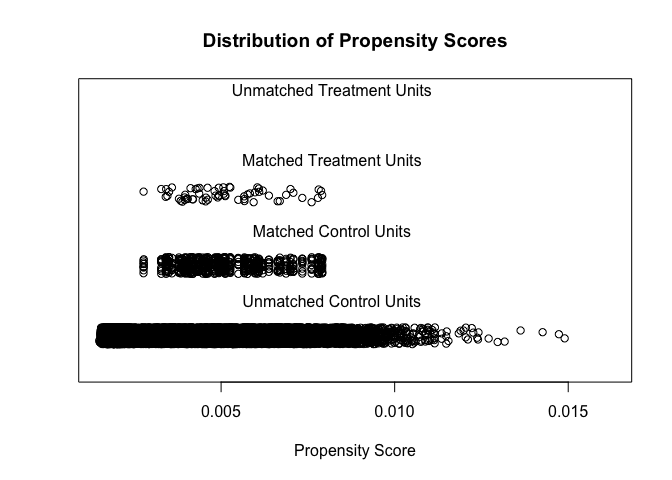 Distribution of Propensity Scores
Unmatched Treatment Units
Matched Treatment Units
Matched Control Units
Unmatched Control Units
0.005 0.010 0.015
Propensity Score